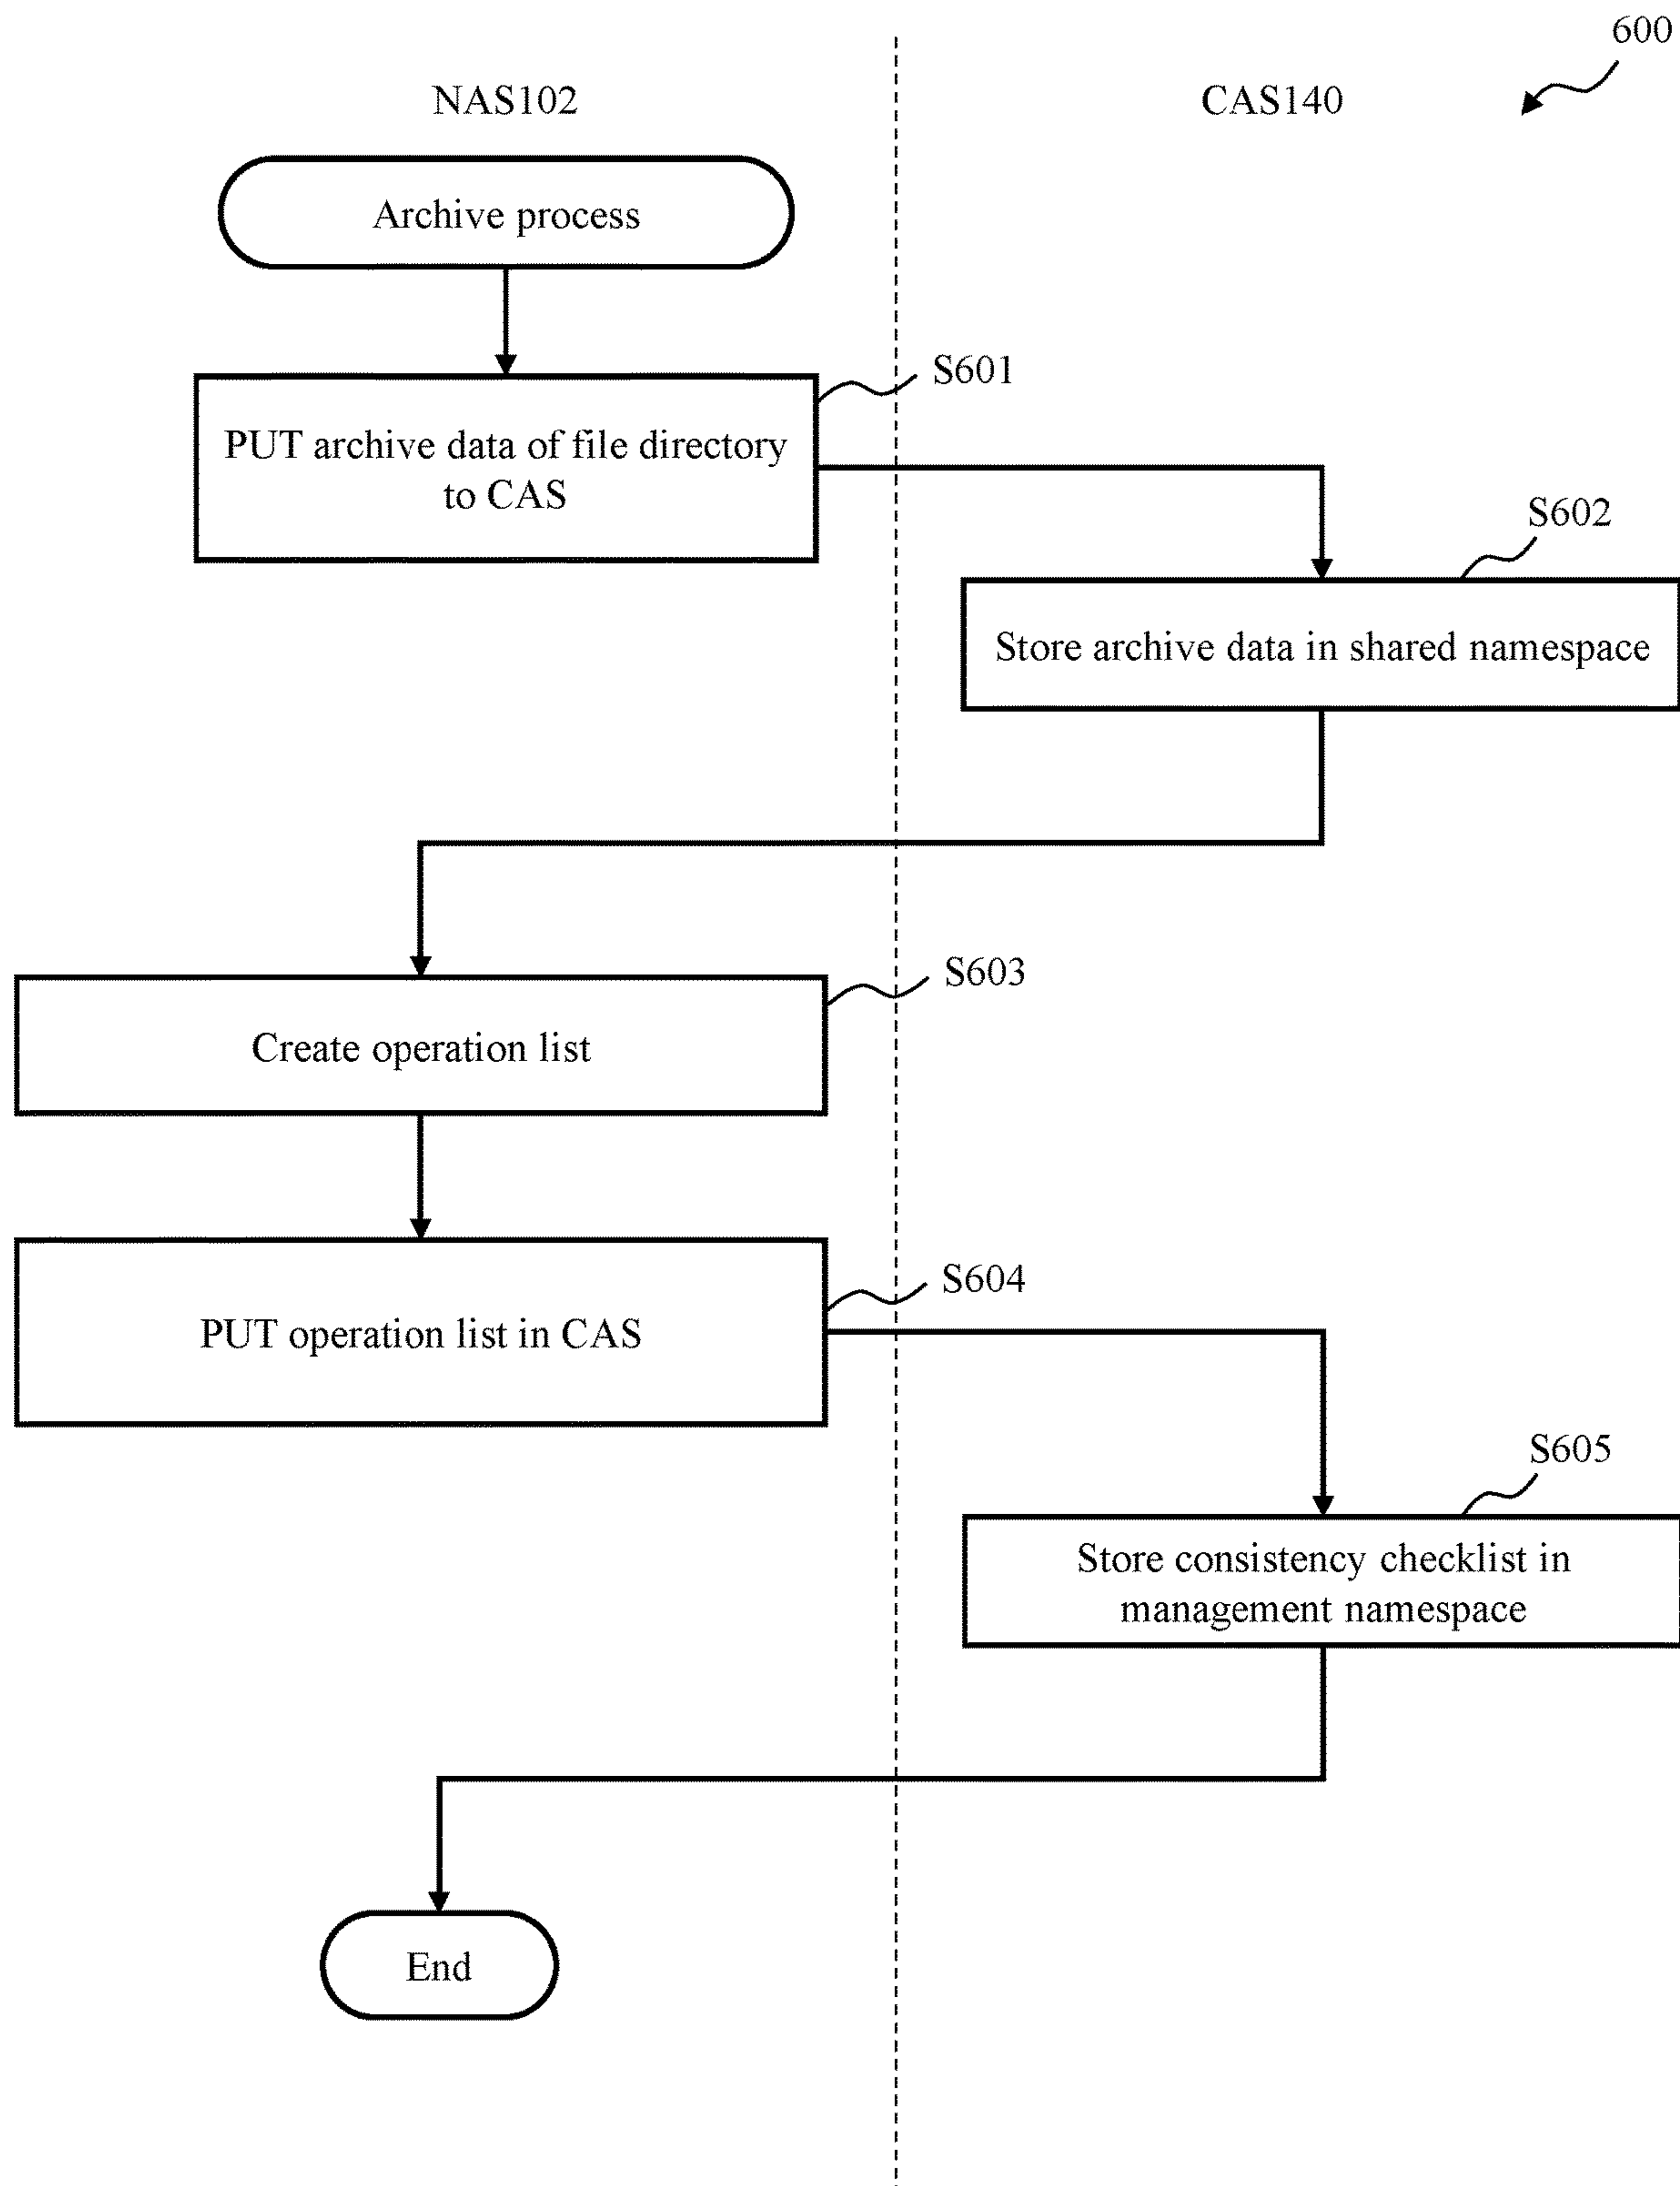 600
NAS102
CAS140
Archive process
S601
PUT archive data of file directory
to CAS
S602
Store archive data in shared namespace
S603
Create operation list
S604
PUT operation list in CAS
S605
Store consistency checklist in
management namespace
End